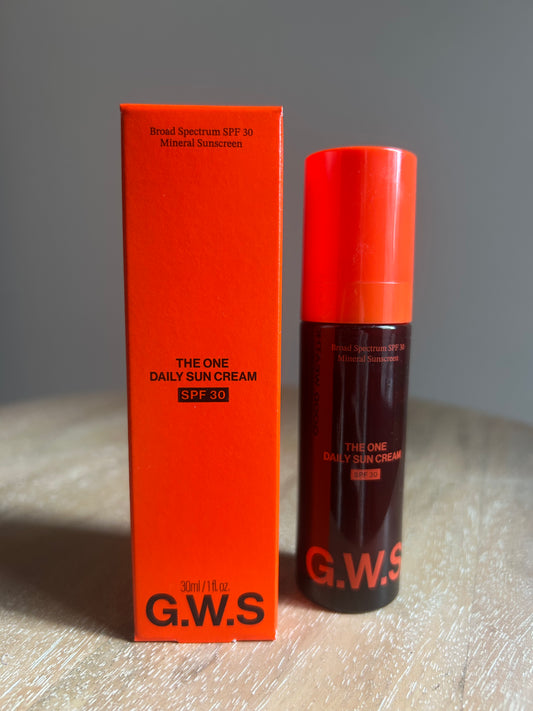 Broad Spectrum SPF 30
Mineral Sunscreen
THE ONE
DAILY SUN CREAM
SPF 30
30ml / 1 fl. oz.
G.W.S
Broad Spectrum SPF 30
Mineral Sunscreen
THE ONE
DAILY SUN CREAM
SPF 30
G.W.S